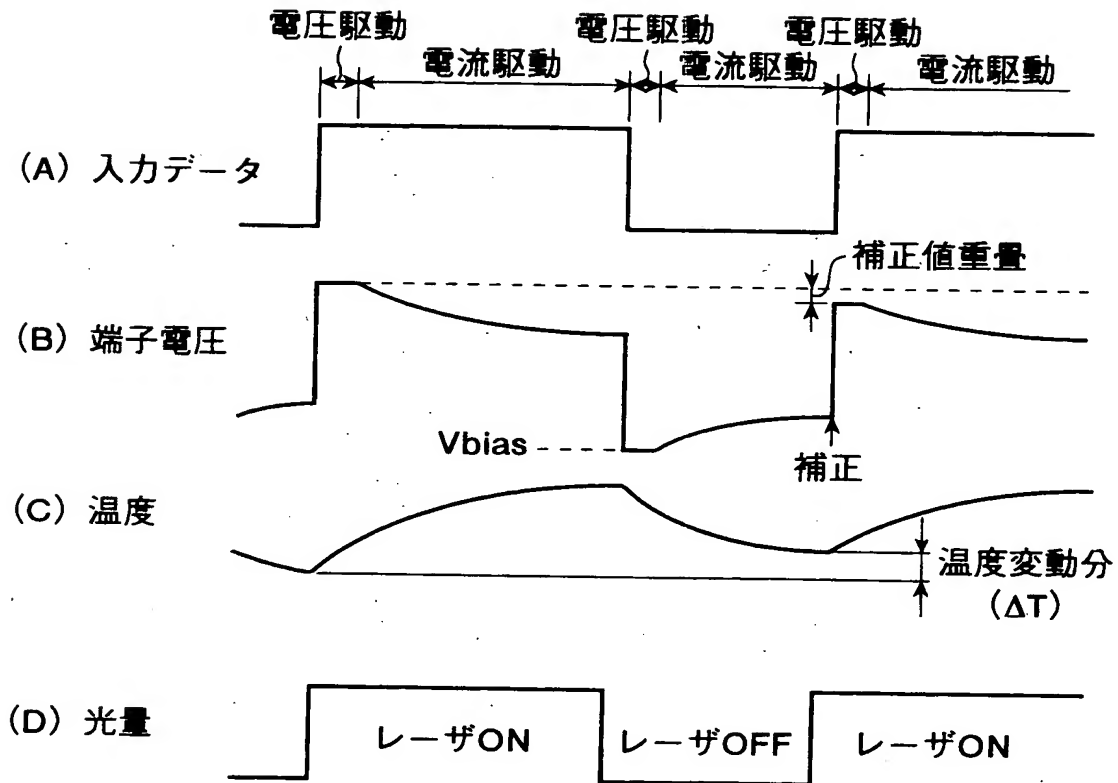 電圧駆動 電圧駆動 電圧駆動
電流駆動 電流駆動 電流駆動
(A) 入力データ
補正値重畳
(B) 端子電圧
Vbias
補正
(C) 温度
温度変動分
(ΔT)
(D) 光量
レーザON レーザOFF レーザON